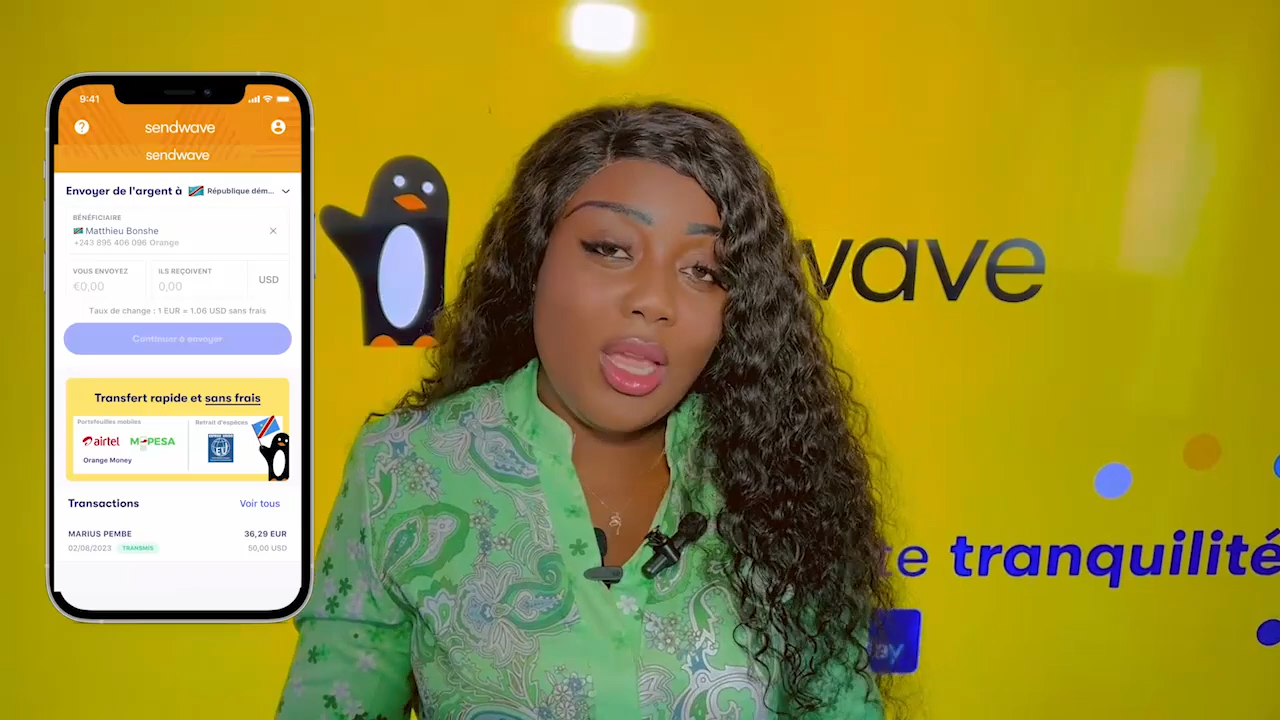 9:41
sendwave
sendwave
Envoyer de l'argent à République dém...
BÉNÉFICIAIRE
Matthieu Bonshe
+243 895 406 096 Orange
VOUS ENVOYEZ
ILS REÇOIVENT
€0,00
0,00
USD
Taux de change : 1 EUR = 1.06 USD sans frais
Continuer à envoyer
Transfert rapide et sans frais
Portefeuilles mobiles
Retrait d'espèces
airtel
M-PESA
Orange Money
Transactions
Voir tous
MARIUS PEMBE
36,29 EUR
02/08/2023
TRANSMIS
50,00 USD
wave
tranquilité